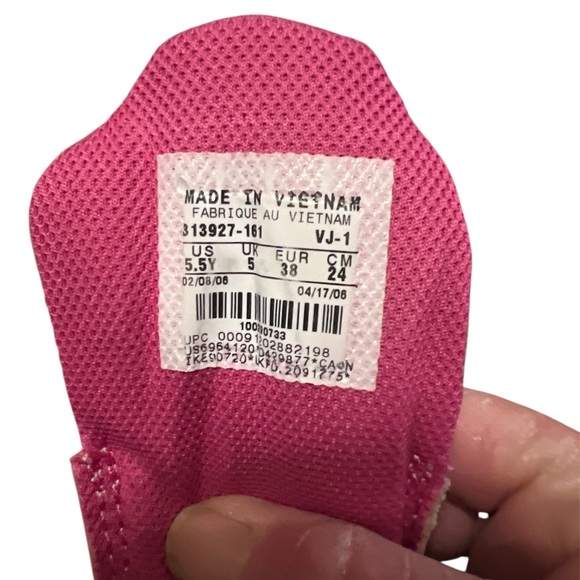 MADE IN VIETNAM
FABRIQUE AU VIETNAM
313927-161 VJ-1
US UK EUR CM
5.5Y 5 38 24
02/08/06 04/17/06
UPC